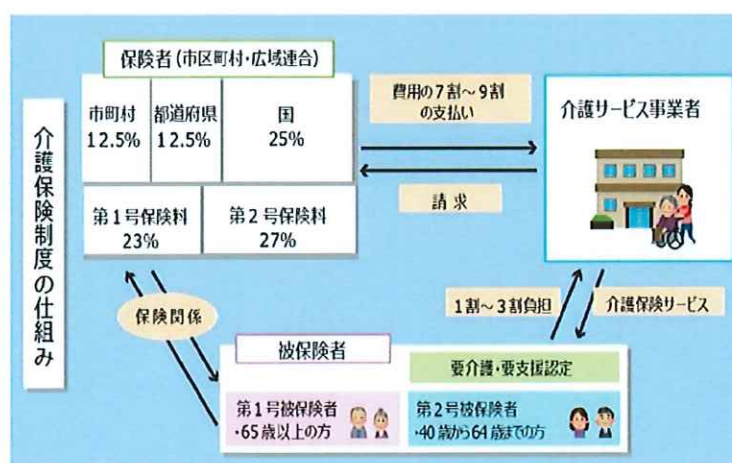 介護保険制度の仕組み
保険者(市区町村・広域連合)
市町村
12.5%
都道府県
12.5%
国
25%
第1号保険料
23%
第2号保険料
27%
費用の7割～9割
の支払い
請求
介護サービス事業者
保険関係
1割～3割負担
介護保険サービス
被保険者
要介護・要支援認定
第1号被保険者
・65歳以上の方
第2号被保険者
・40歳から64歳までの方